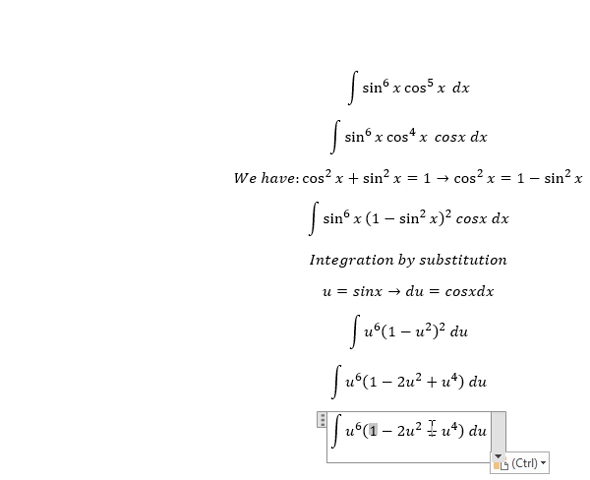 ∫ sin⁶ x cos⁵ x dx
∫ sin⁶ x cos⁴ x cosx dx
We have: cos² x + sin² x = 1 → cos² x = 1 − sin² x
∫ sin⁶ x (1 − sin² x)² cosx dx
Integration by substitution
u = sinx → du = cosxdx
∫ u⁶(1 − u²)² du
∫ u⁶(1 − 2u² + u⁴) du
∫ u⁶(1 − 2u² + u⁴) du
(Ctrl)